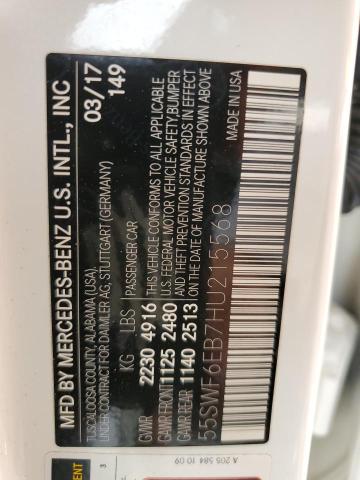 MFD BY MERCEDES-BENZ U.S. INTL., INC
TUSCALOOSA COUNTY, ALABAMA (USA)
UNDER CONTRACT FOR DAIMLER AG, STUTTGART (GERMANY)
03/17
149
KG LBS
GVWR 2230 4916
GAWR FRONT 1125 2480
GAWR REAR 1140 2513
PASSENGER CAR
THIS VEHICLE CONFORMS TO ALL APPLICABLE
U.S. FEDERAL MOTOR VEHICLE SAFETY, BUMPER
AND THEFT PREVENTION STANDARDS IN EFFECT
ON THE DATE OF MANUFACTURE SHOWN ABOVE
55SWF6EB7HU215568
MADE IN USA
A 205 584 10 09
3